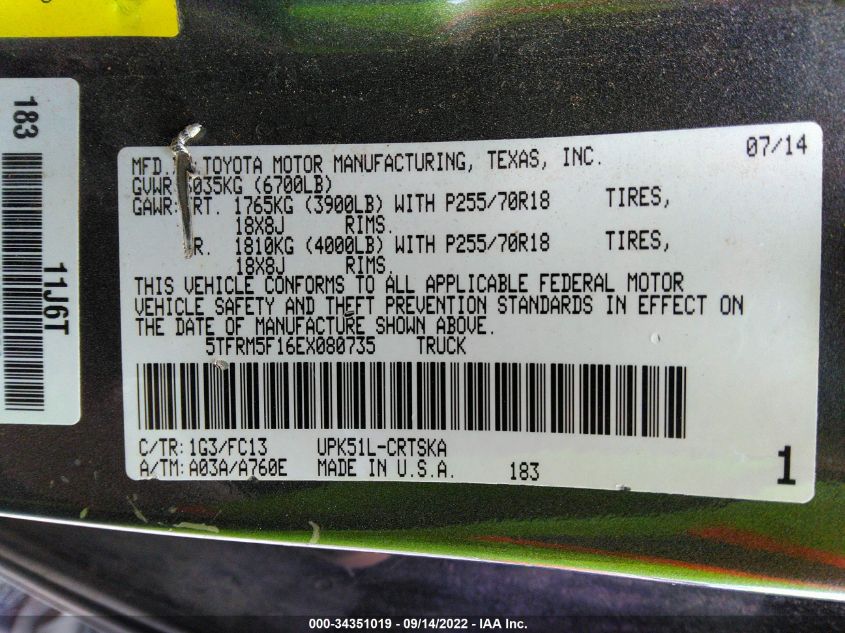 183
11J6T
MFD. TOYOTA MOTOR MANUFACTURING, TEXAS, INC. 07/14
GVWR 035KG (6700LB)
GAWR: RT. 1765KG (3900LB) WITH P255/70R18 TIRES,
18X8J RIMS.
R. 1810KG (4000LB) WITH P255/70R18 TIRES,
18X8J RIMS.
THIS VEHICLE CONFORMS TO ALL APPLICABLE FEDERAL MOTOR
VEHICLE SAFETY AND THEFT PREVENTION STANDARDS IN EFFECT ON
THE DATE OF MANUFACTURE SHOWN ABOVE.
5TFRM5F16EX080735 TRUCK
C/TR: 1G3/FC13 UPK51L-CRTSKA
A/TM: A03A/A760E MADE IN U.S.A. 183 1
000-34351019 - 09/14/2022 - IAA Inc.